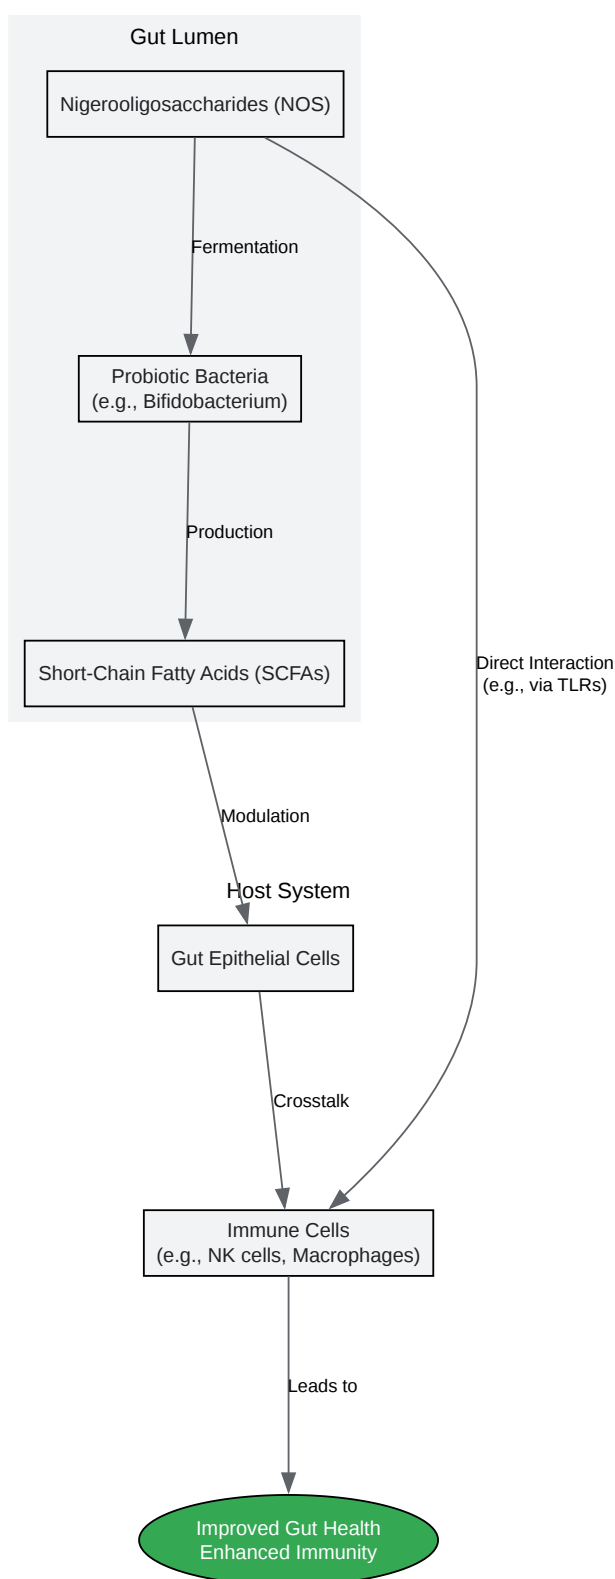 Gut Lumen
Nigerooligosaccharides (NOS)
Fermentation
Probiotic Bacteria
(e.g., Bifidobacterium)
Production
Short-Chain Fatty Acids (SCFAs)
Direct Interaction
(e.g., via TLRs)
Modulation
Host System
Gut Epithelial Cells
Crosstalk
Immune Cells
(e.g., NK cells, Macrophages)
Leads to
Improved Gut Health
Enhanced Immunity